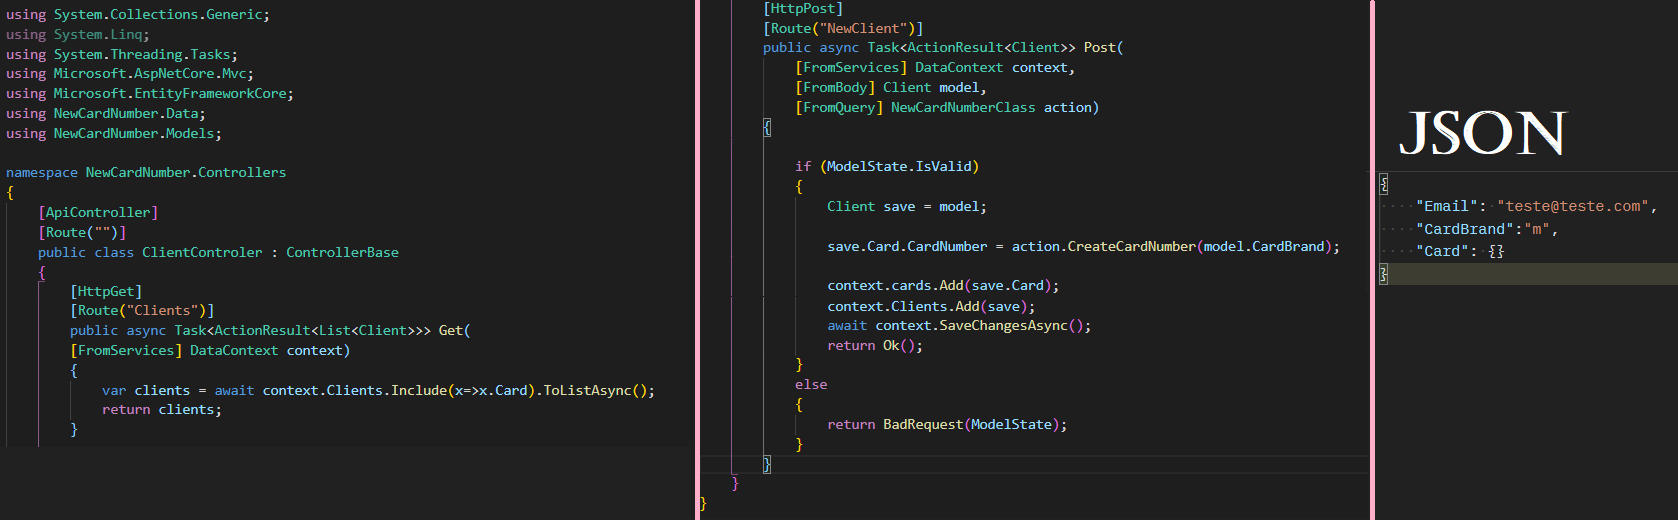 using System.Collections.Generic;
using System.Linq;
using System.Threading.Tasks;
using Microsoft.AspNetCore.Mvc;
using Microsoft.EntityFrameworkCore;
using NewCardNumber.Data;
using NewCardNumber.Models;
namespace NewCardNumber.Controllers
{
[ApiController]
[Route("")]
public class ClientControler : ControllerBase
{
[HttpGet]
[Route("Clients")]
public async Task<ActionResult<List<Client>>> Get(
[FromServices] DataContext context)
{
var clients = await context.Clients.Include(x=>x.Card).ToListAsync();
return clients;
}
[HttpPost]
[Route("NewClient")]
public async Task<ActionResult<Client>> Post(
[FromServices] DataContext context,
[FromBody] Client model,
[FromQuery] NewCardNumberClass action)
{
if (ModelState.IsValid)
{
Client save = model;
save.Card.CardNumber = action.CreateCardNumber(model.CardBrand);
context.cards.Add(save.Card);
context.Clients.Add(save);
await context.SaveChangesAsync();
return Ok();
}
else
{
return BadRequest(ModelState);
}
}
}
}
JSON
{
"Email": "teste@teste.com",
"CardBrand":"m",
"Card": {}
}